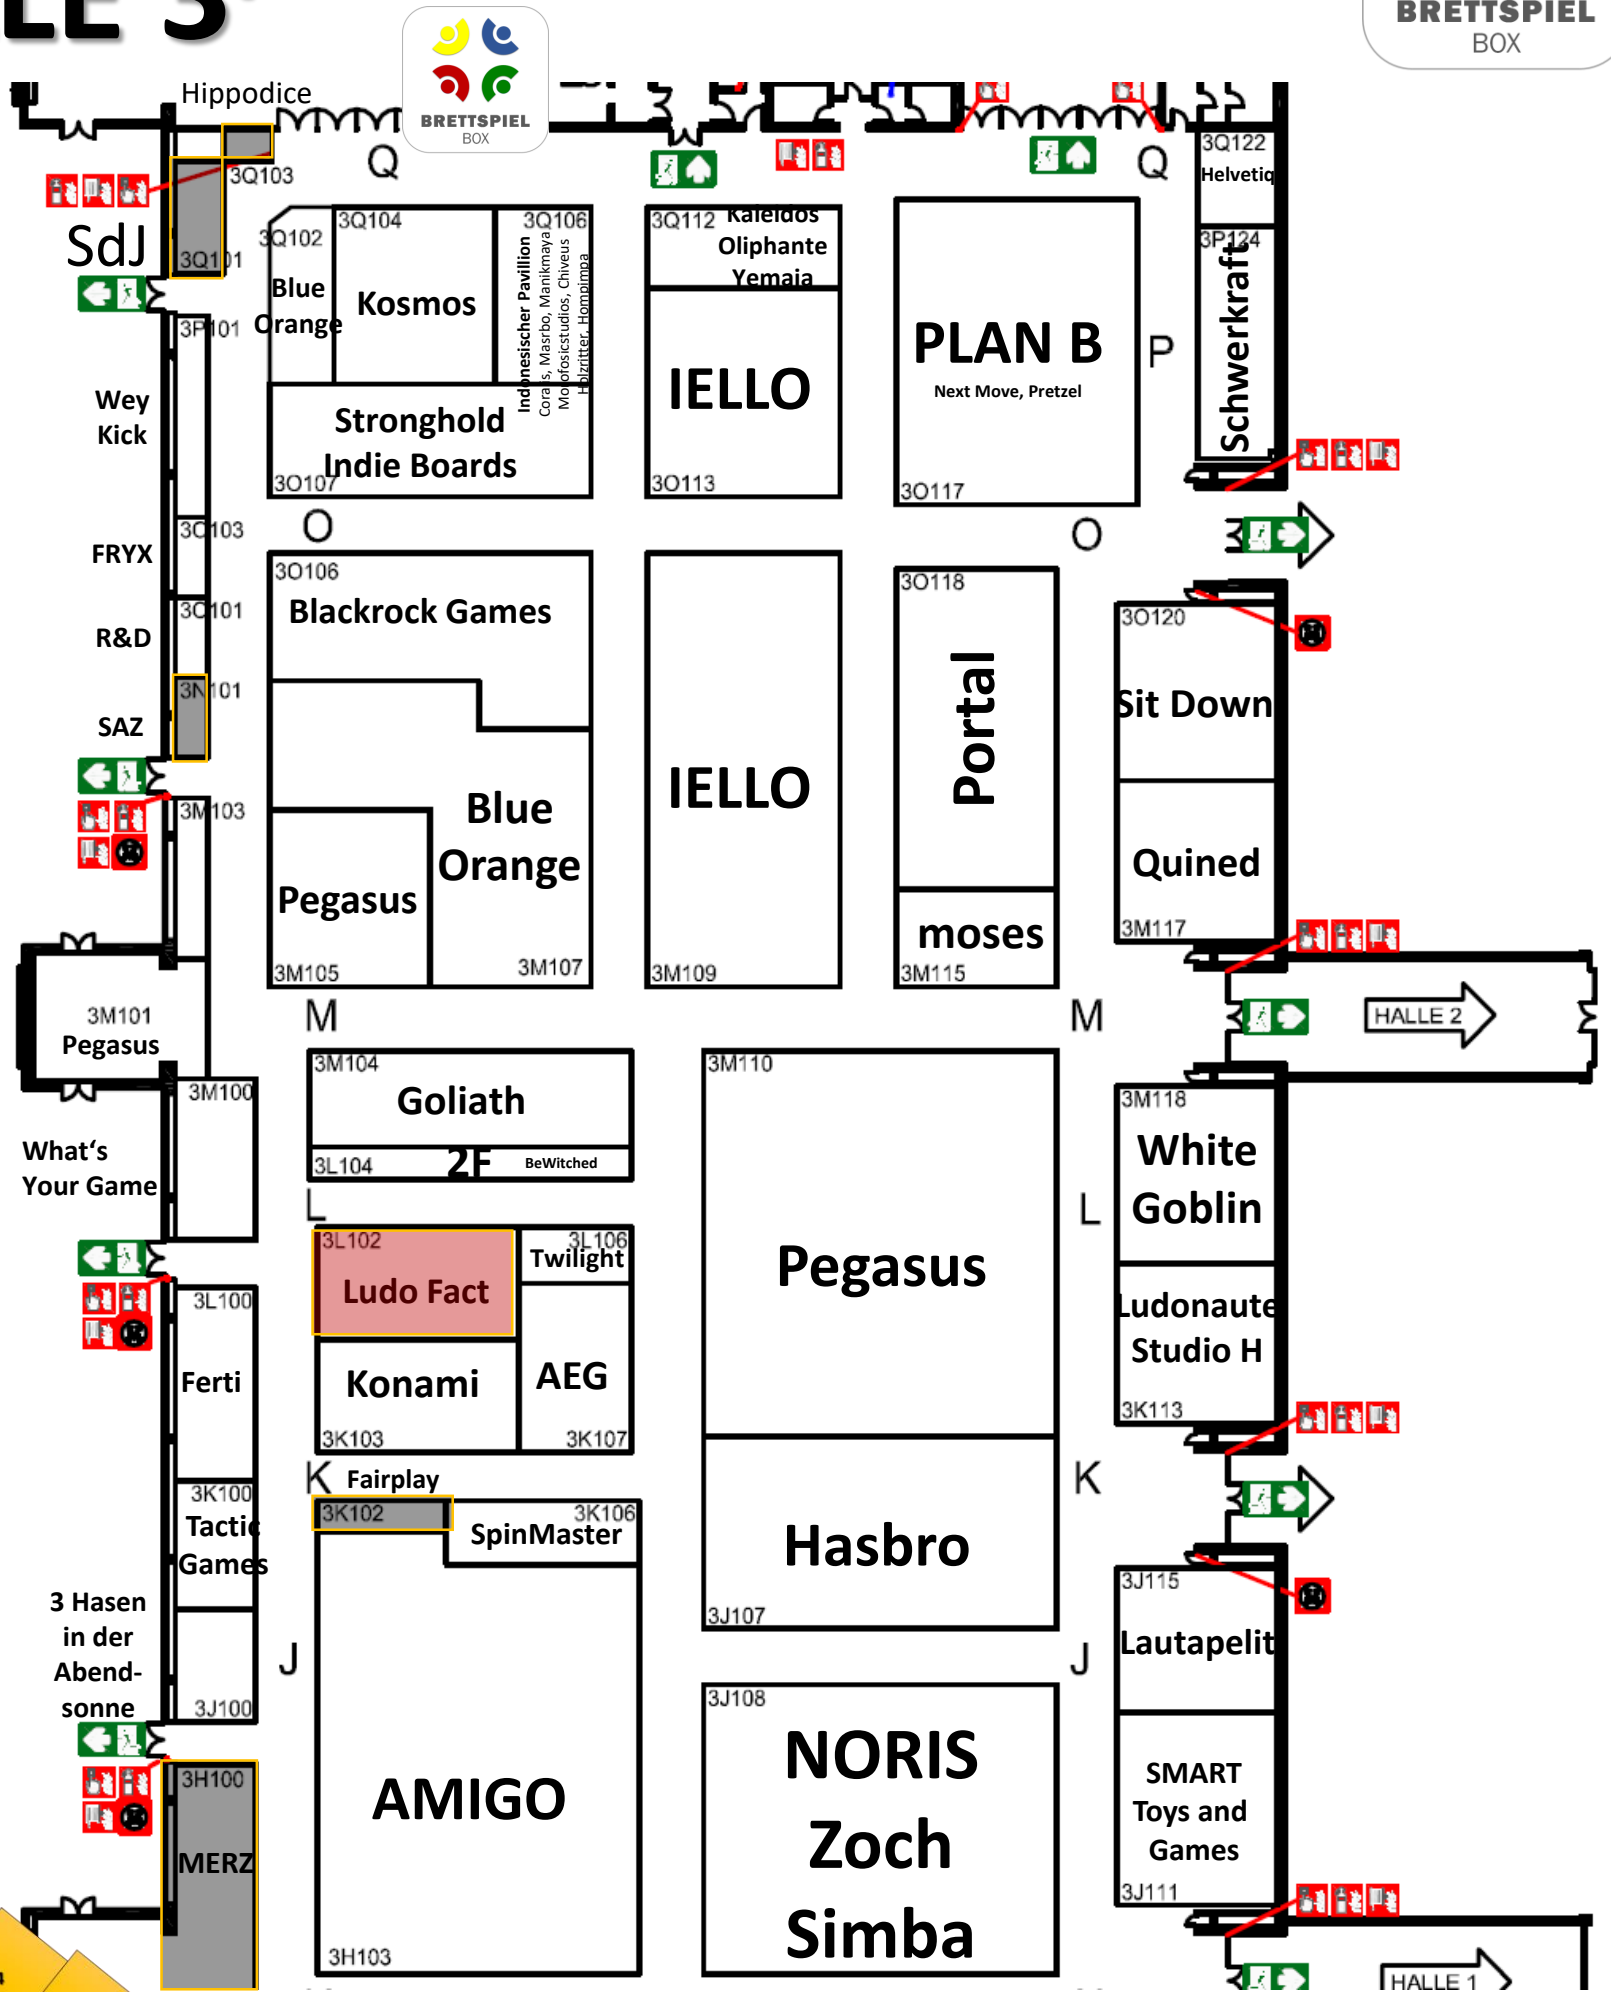 LE 3
BRETTSPIEL
BOX
BRETTSPIEL
BOX
Hippodice
Q
Q
3Q122
Helvetiq
3Q103
SdJ
3Q101
3Q102
Blue
Orange
3Q104
Kosmos
3Q106
Indonesischer Pavillion
3Q112
Kaleidos
Oliphante
Yemaia
IELLO
3O113
PLAN B
Next Move, Pretzel
3O117
P
3P124
Schwerkraft
3P101
Wey
Kick
Stronghold
Indie Boards
3O107
O
O
3O103
FRYX
3O101
R&D
3N101
SAZ
3O106
Blackrock Games
Blue
Orange
3M107
Pegasus
3M105
IELLO
3M109
3O118
Portal
moses
3M115
3O120
Sit Down
Quined
3M117
3M103
3M101
Pegasus
M
M
HALLE 2
3M100
What‘s
Your Game
3M104
Goliath
3L104
2F
BeWitched
L
L
3M110
Pegasus
3M118
White
Goblin
Ludonaute
Studio H
3K113
3L102
Ludo Fact
3L106
Twilight
Konami
3K103
AEG
3K107
3L100
Ferti
K
Fairplay
K
3K100
Tactic
Games
3K102
3K106
SpinMaster
Hasbro
3J107
3 Hasen
in der
Abend-
sonne
3J100
J
J
3J115
Lautapelit
3J108
NORIS
Zoch
Simba
SMART
Toys and
Games
3J111
AMIGO
3H103
3H100
MERZ
HALLE 1